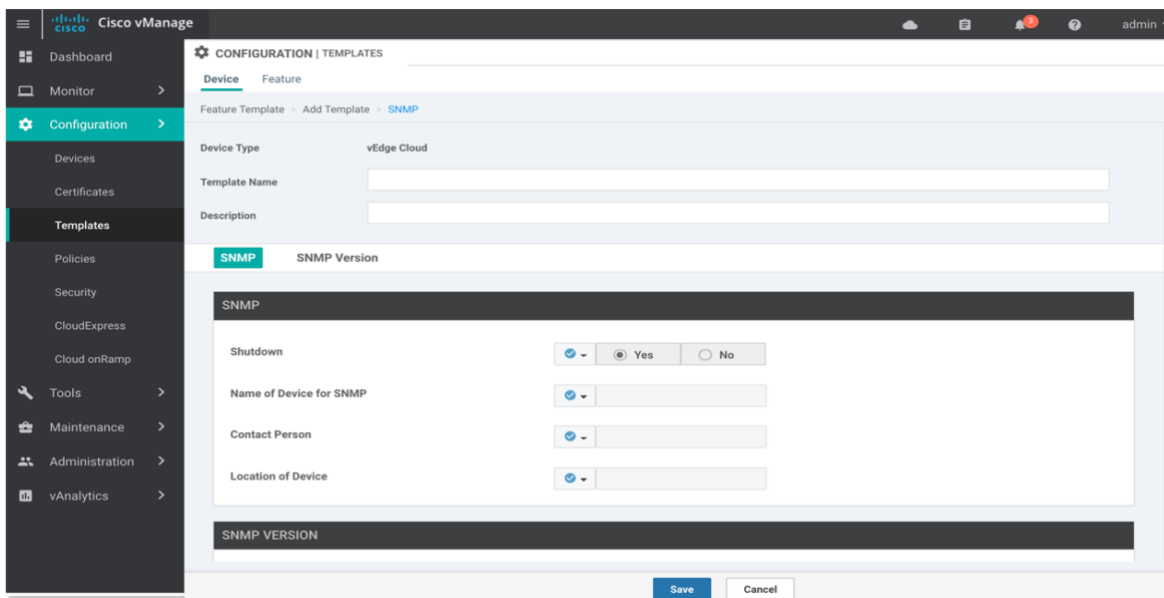 cisco Cisco vManage
3
admin
Dashboard
Monitor
Configuration
Devices
Certificates
Templates
Policies
Security
CloudExpress
Cloud onRamp
Tools
Maintenance
Administration
vAnalytics
CONFIGURATION | TEMPLATES
Device Feature
Feature Template > Add Template > SNMP
Device Type vEdge Cloud
Template Name
Description
SNMP SNMP Version
SNMP
Shutdown Yes No
Name of Device for SNMP
Contact Person
Location of Device
SNMP VERSION
Save Cancel